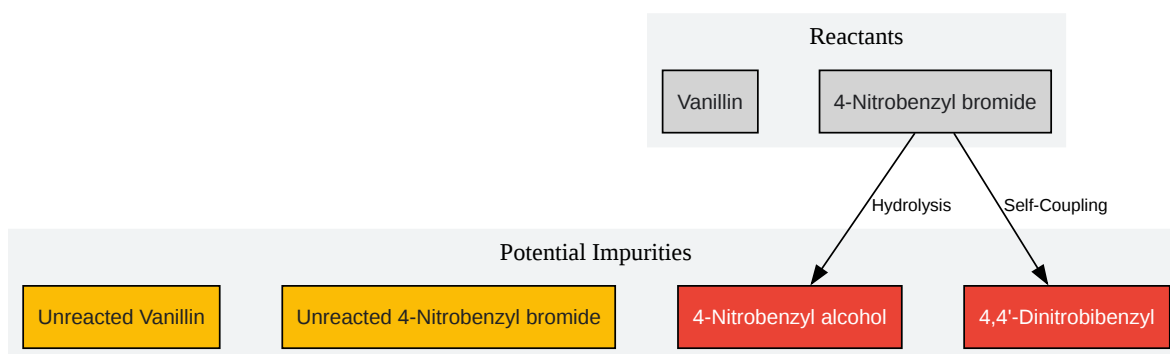 Reactants
Vanillin
4-Nitrobenzyl bromide
Hydrolysis
Self-Coupling
Potential Impurities
Unreacted Vanillin
Unreacted 4-Nitrobenzyl bromide
4-Nitrobenzyl alcohol
4,4'-Dinitrobibenzyl